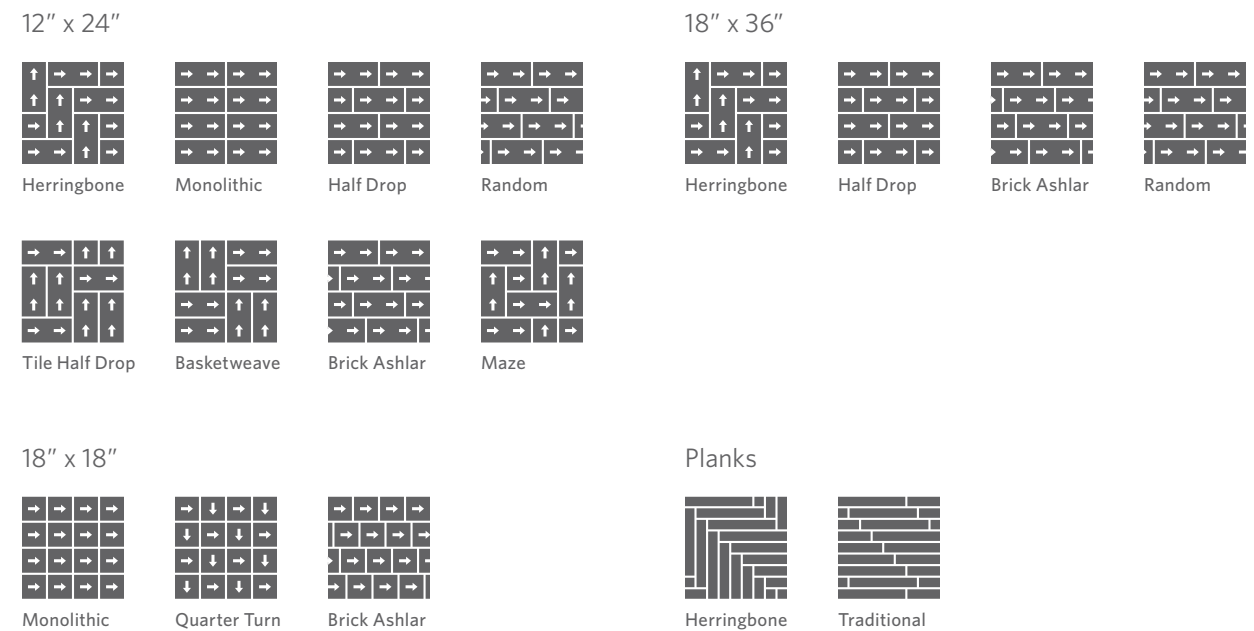 12” x 24”
Herringbone
Monolithic
Half Drop
Random
Tile Half Drop
Basketweave
Brick Ashlar
Maze
18” x 36”
Herringbone
Half Drop
Brick Ashlar
Random
18” x 18”
Monolithic
Quarter Turn
Brick Ashlar
Planks
Herringbone
Traditional